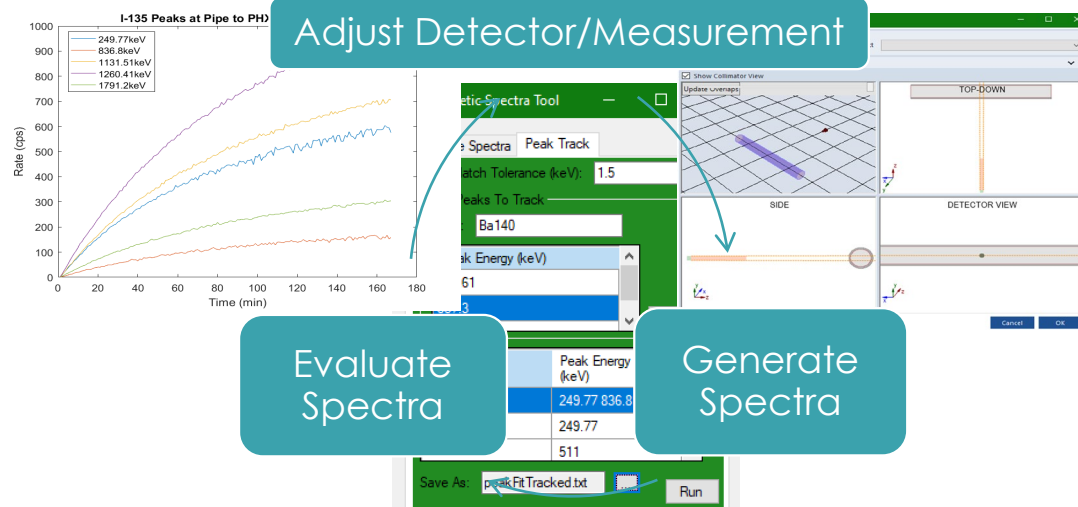 I-135 Peaks at Pipe to PHX
Adjust Detector/Measurement
1000
900
800
700
600
500
400
300
200
100
0
Rate (cps)
249.77keV
836.8keV
1131.51keV
1260.41keV
1791.2keV
0 20 40 60 80 100 120 140 160 180
Time (min)
etic Spectra Tool
e Spectra Peak Track
atch Tolerance (keV): 1.5
Peaks To Track
Ba140
ak Energy (keV)
61
Show Collimator View
Update Overlaps
TOP-DOWN
SIDE
DETECTOR VIEW
Cancel OK
Evaluate
Spectra
Generate
Spectra
Peak Energy
(keV)
249.77 836.8
249.77
511
Save As: peakFitTracked.txt ... Run